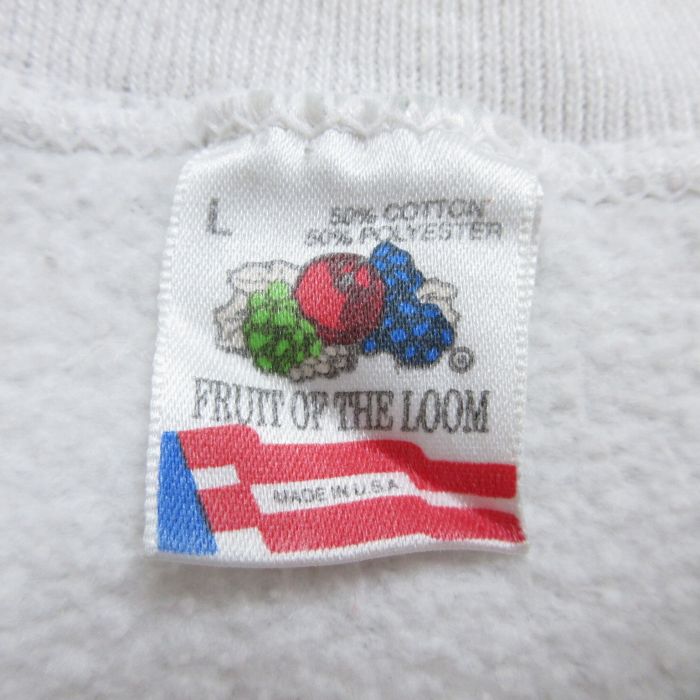 L
50% COTTON
50% POLYESTER
®
FRUIT OF THE LOOM
MADE IN U.S.A.